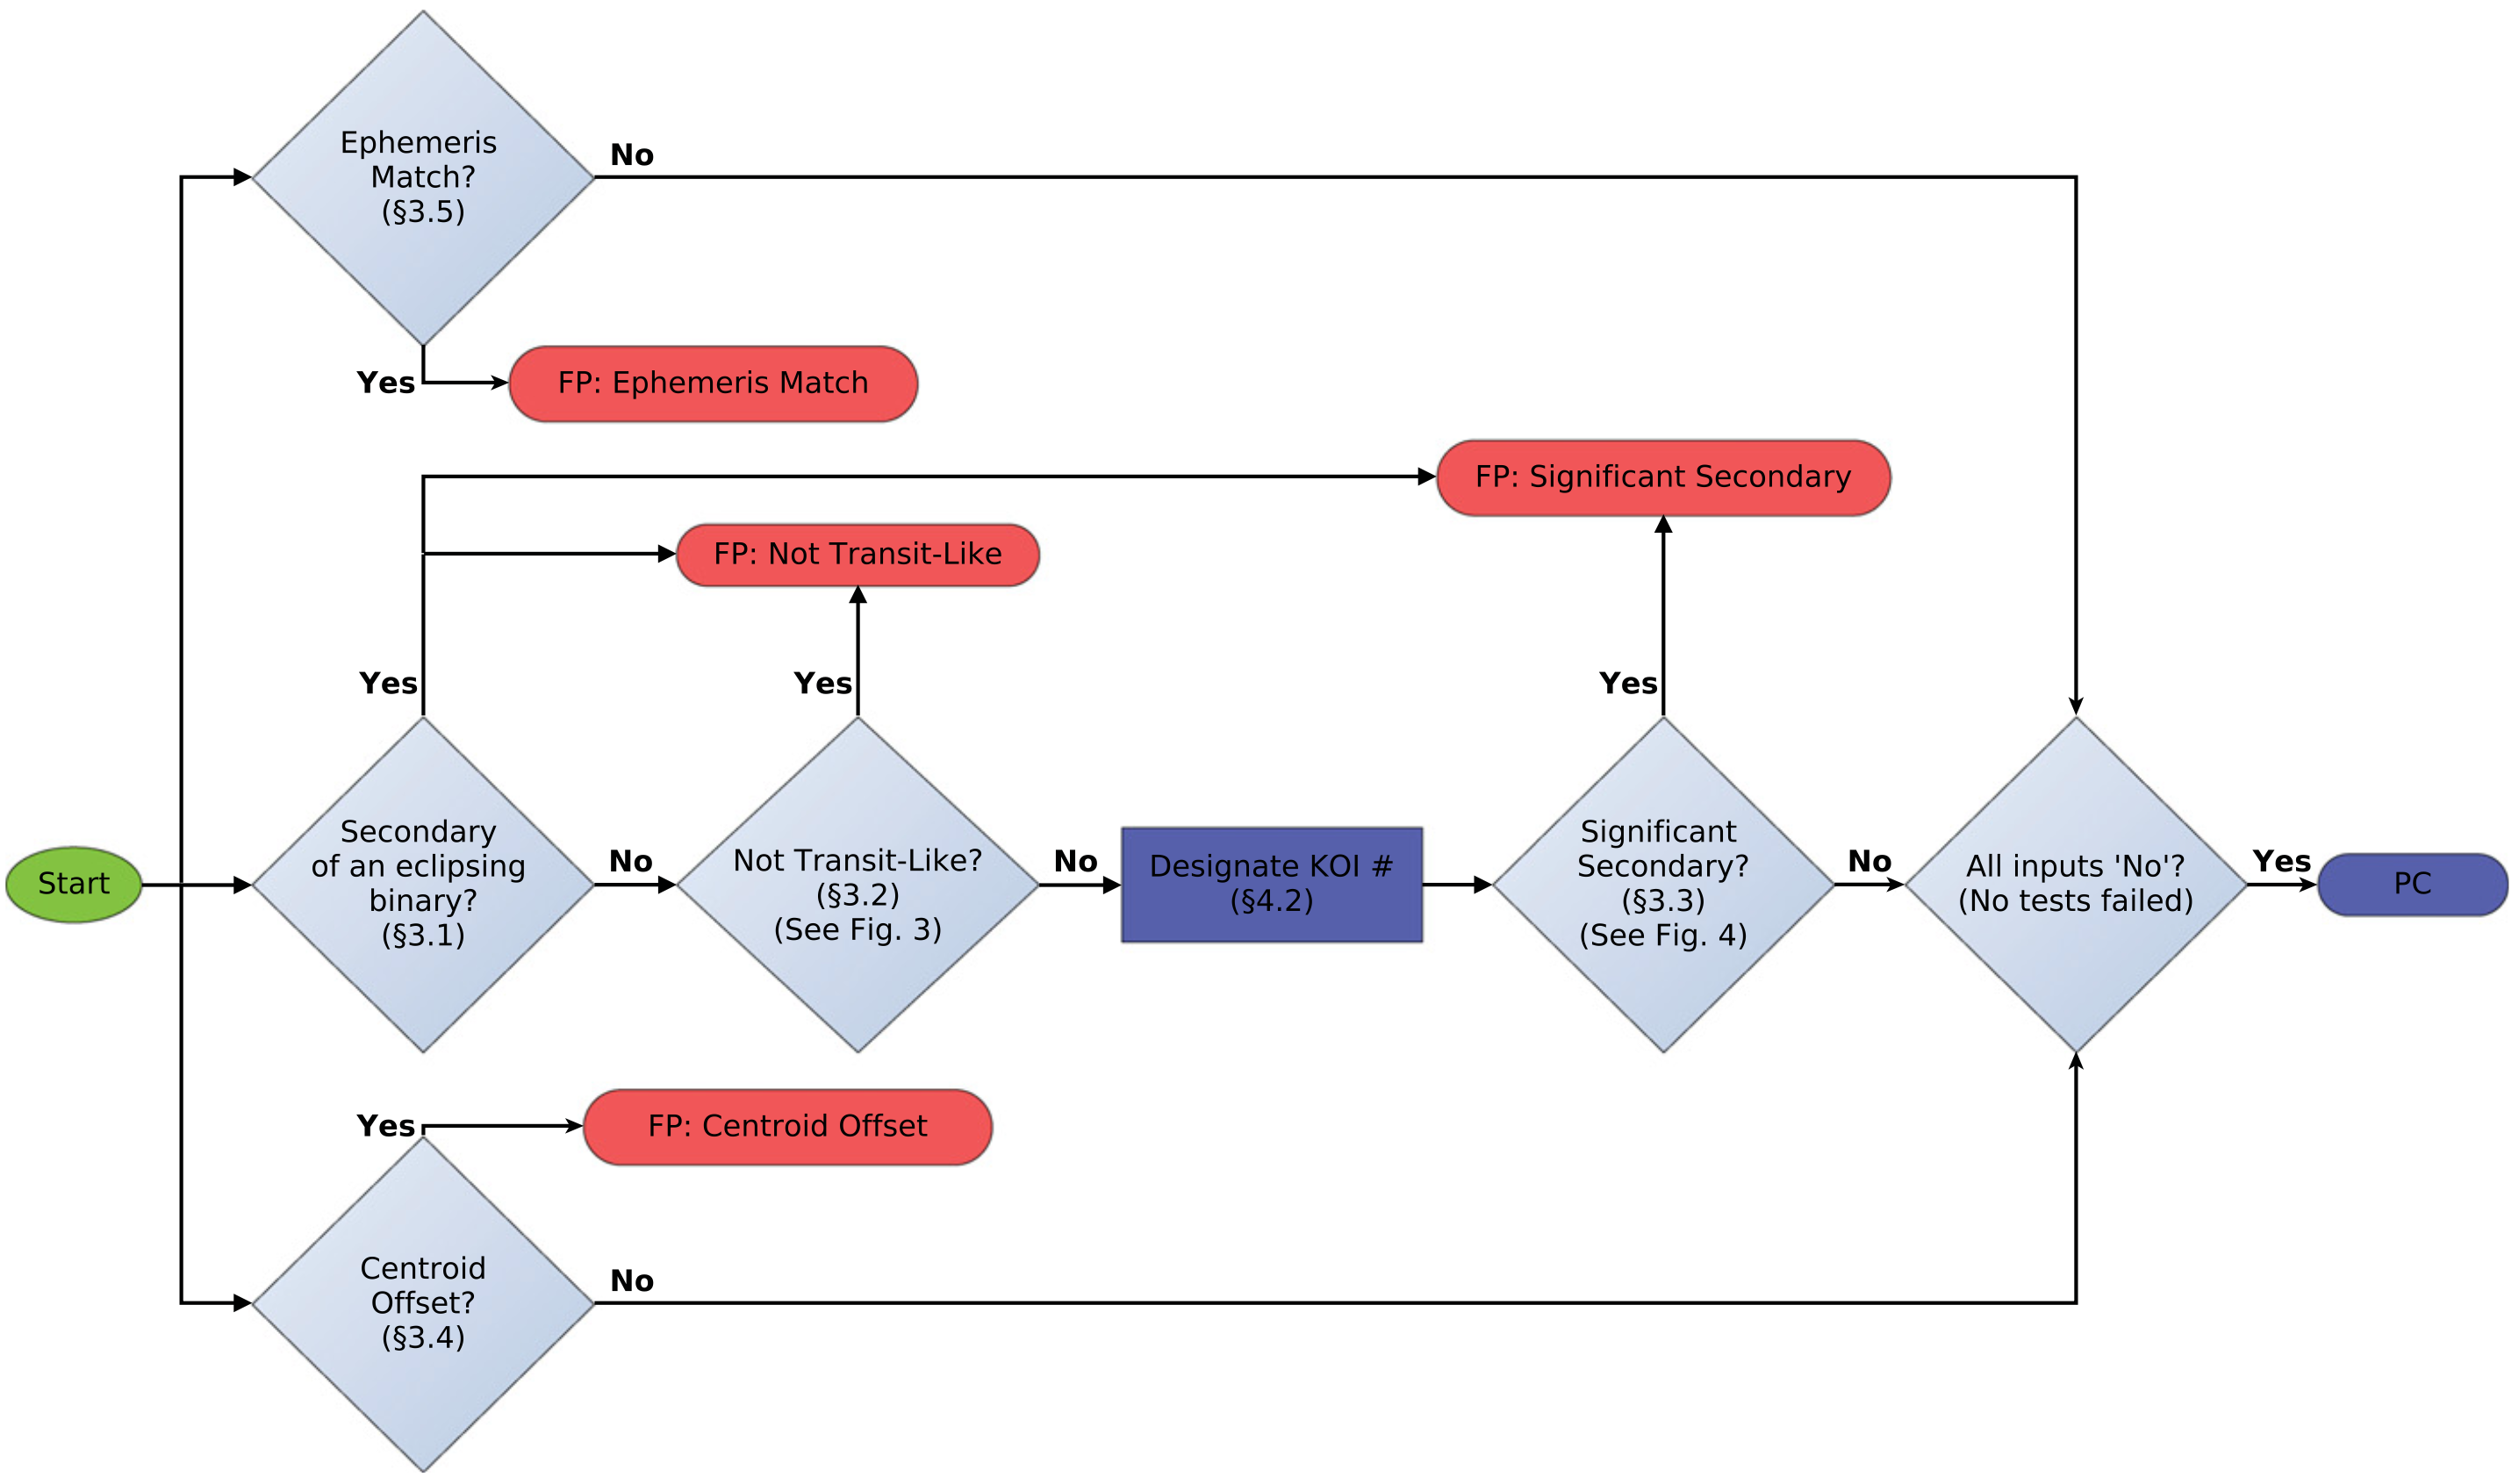 Ephemeris
Match?
(§3.5)
No
Yes
FP: Ephemeris Match
FP: Significant Secondary
FP: Not Transit-Like
Yes
Yes
Yes
Start
Secondary
of an eclipsing
binary?
(§3.1)
No
Not Transit-Like?
(§3.2)
(See Fig. 3)
No
Designate KOI #
(§4.2)
Significant
Secondary?
(§3.3)
(See Fig. 4)
No
All inputs 'No'?
(No tests failed)
Yes
PC
Yes
FP: Centroid Offset
Centroid
Offset?
(§3.4)
No